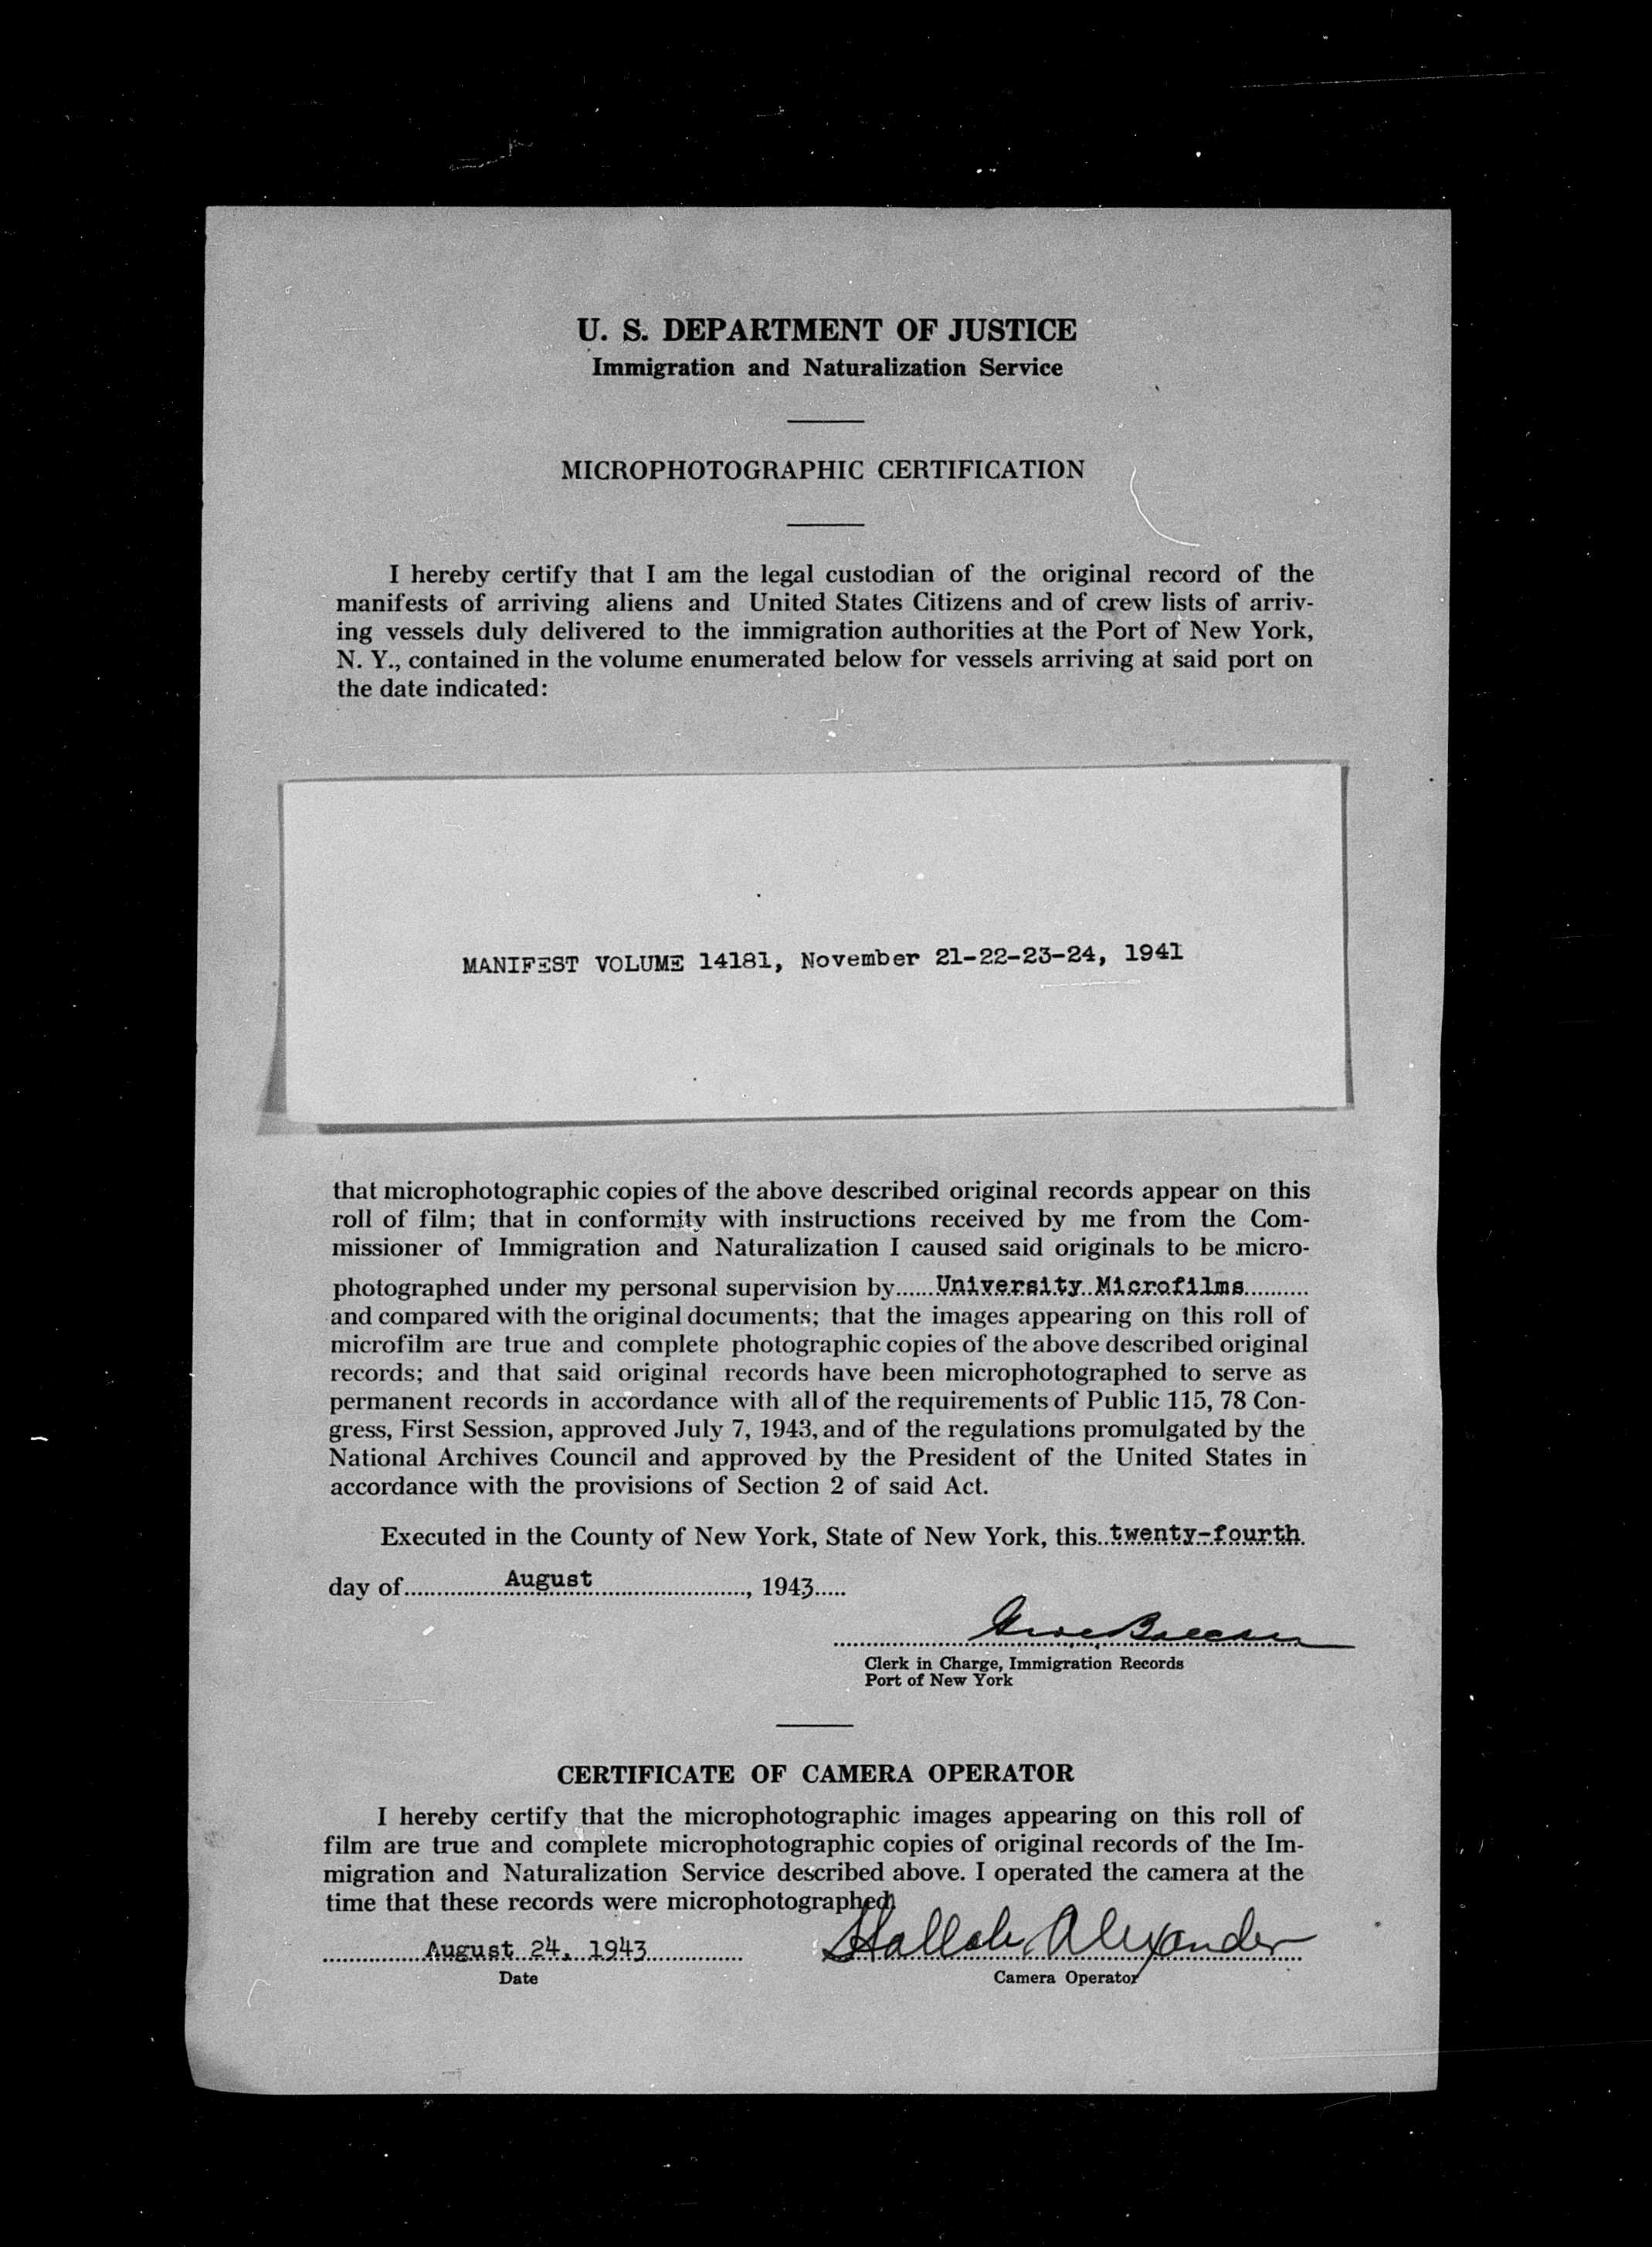 U. S. DEPARTMENT OF JUSTICE
Immigration and Naturalization Service
MICROPHOTOGRAPHIC CERTIFICATION
I hereby certify that I am the legal custodian of the original record of the
manifests of arriving aliens and United States Citizens and of crew lists of arriv-
ing vessels duly delivered to the immigration authorities at the Port of New York,
N. Y., contained in the volume enumerated below for vessels arriving at said port on
the date indicated:
MANIFEST VOLUME 14181, November 21-22-23-24, 1941
that microphotographic copies of the above described original records appear on this
roll of film; that in conformity with instructions received by me from the Com-
missioner of Immigration and Naturalization I caused said originals to be micro-
photographed under my personal supervision by......University Microfilms..........
and compared with the original documents; that the images appearing on this roll of
microfilm are true and complete photographic copies of the above described original
records; and that said original records have been microphotographed to serve as
permanent records in accordance with all of the requirements of Public 115, 78 Con-
gress, First Session, approved July 7, 1943, and of the regulations promulgated by the
National Archives Council and approved by the President of the United States in
accordance with the provisions of Section 2 of said Act.
Executed in the County of New York, State of New York, this twenty-fourth
day of August, 1943
Clerk in Charge, Immigration Records
Port of New York
CERTIFICATE OF CAMERA OPERATOR
I hereby certify that the microphotographic images appearing on this roll of
film are true and complete microphotographic copies of original records of the Im-
migration and Naturalization Service described above. I operated the camera at the
time that these records were microphotographed.
August 24, 1943 Alexander
Date Camera Operator